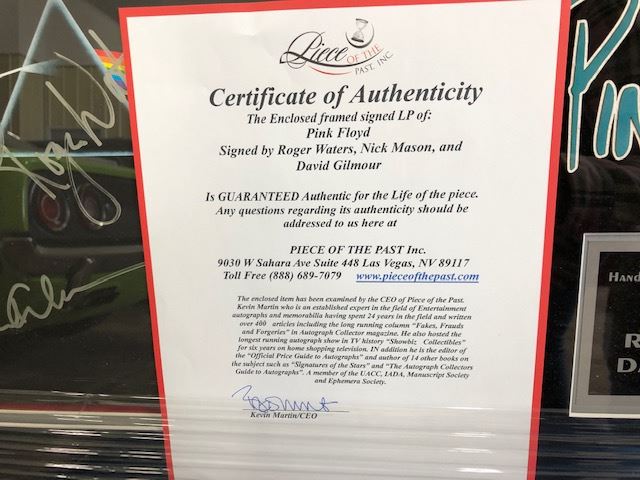 Piece OF THE
PAST, INC
Certificate of Authenticity
The Enclosed framed signed LP of:
Pink Floyd
Signed by Roger Waters, Nick Mason, and
David Gilmour
Is GUARANTEED Authentic for the Life of the piece.
Any questions regarding its authenticity should be
addressed to us here at
PIECE OF THE PAST Inc.
9030 W Sahara Ave Suite 448 Las Vegas, NV 89117
Toll Free (888) 689-7079 www.pieceofthepast.com
The enclosed item has been examined by the CEO of Piece of the Past.
Kevin Martin who is an established expert in the field of Entertainment
autographs and memorabilia having spent 24 years in the field and written
over 400 articles including the long running column "Fakes, Frauds
and Forgeries" in Autograph Collector magazine. He also hosted the
longest running autograph show in TV history "Showbiz Collectibles"
for six years on home shopping television. IN addition he is the editor of
the "Official Price Guide to Autographs" and author of 14 other books on
the subject such as "Signatures of the Stars" and "The Autograph Collectors
Guide to Autographs". A member of the UACC, IADA, Manuscript Society
and Ephemera Society.
Kevin Martin/CEO
PIN
HAND
R
DA